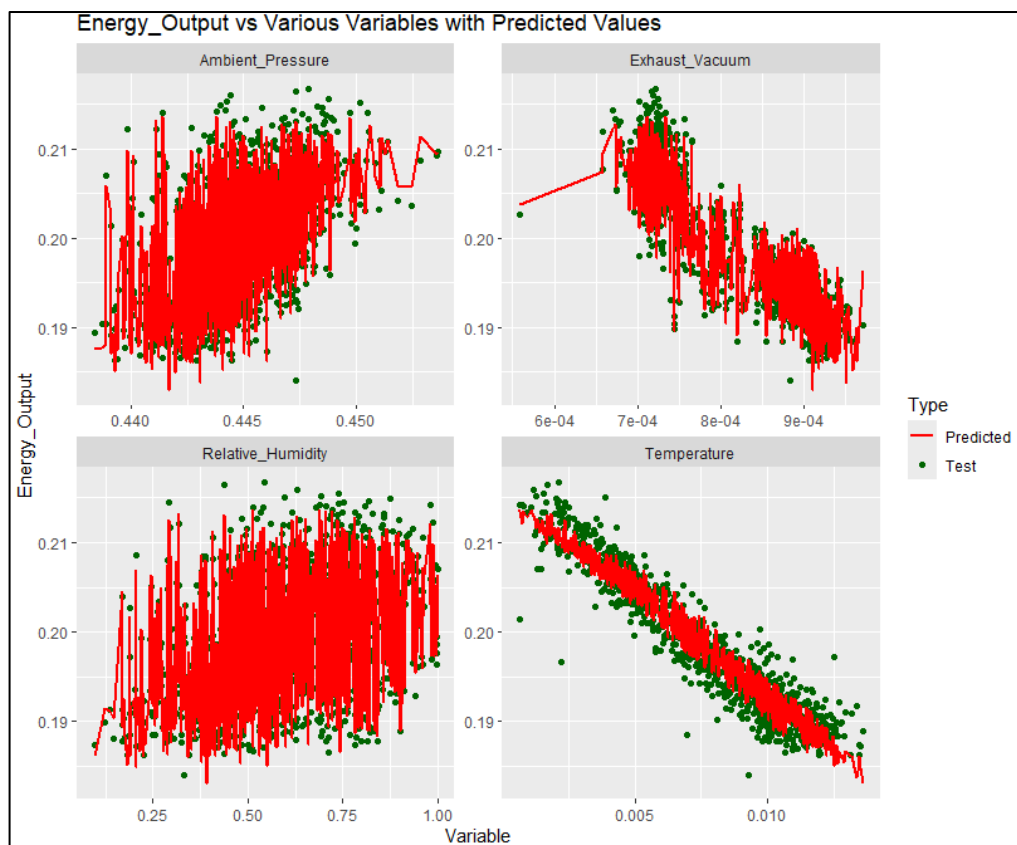 Energy_Output vs Various Variables with Predicted Values
Ambient_Pressure
Exhaust_Vacuum
0.21
0.20
0.19
0.440
0.445
0.450
0.21
0.20
0.19
6e-04
7e-04
8e-04
9e-04
Energy_Output
Type
Predicted
Test
Relative_Humidity
Temperature
0.21
0.20
0.19
0.25
0.50
0.75
1.00
0.21
0.20
0.19
0.005
0.010
Variable